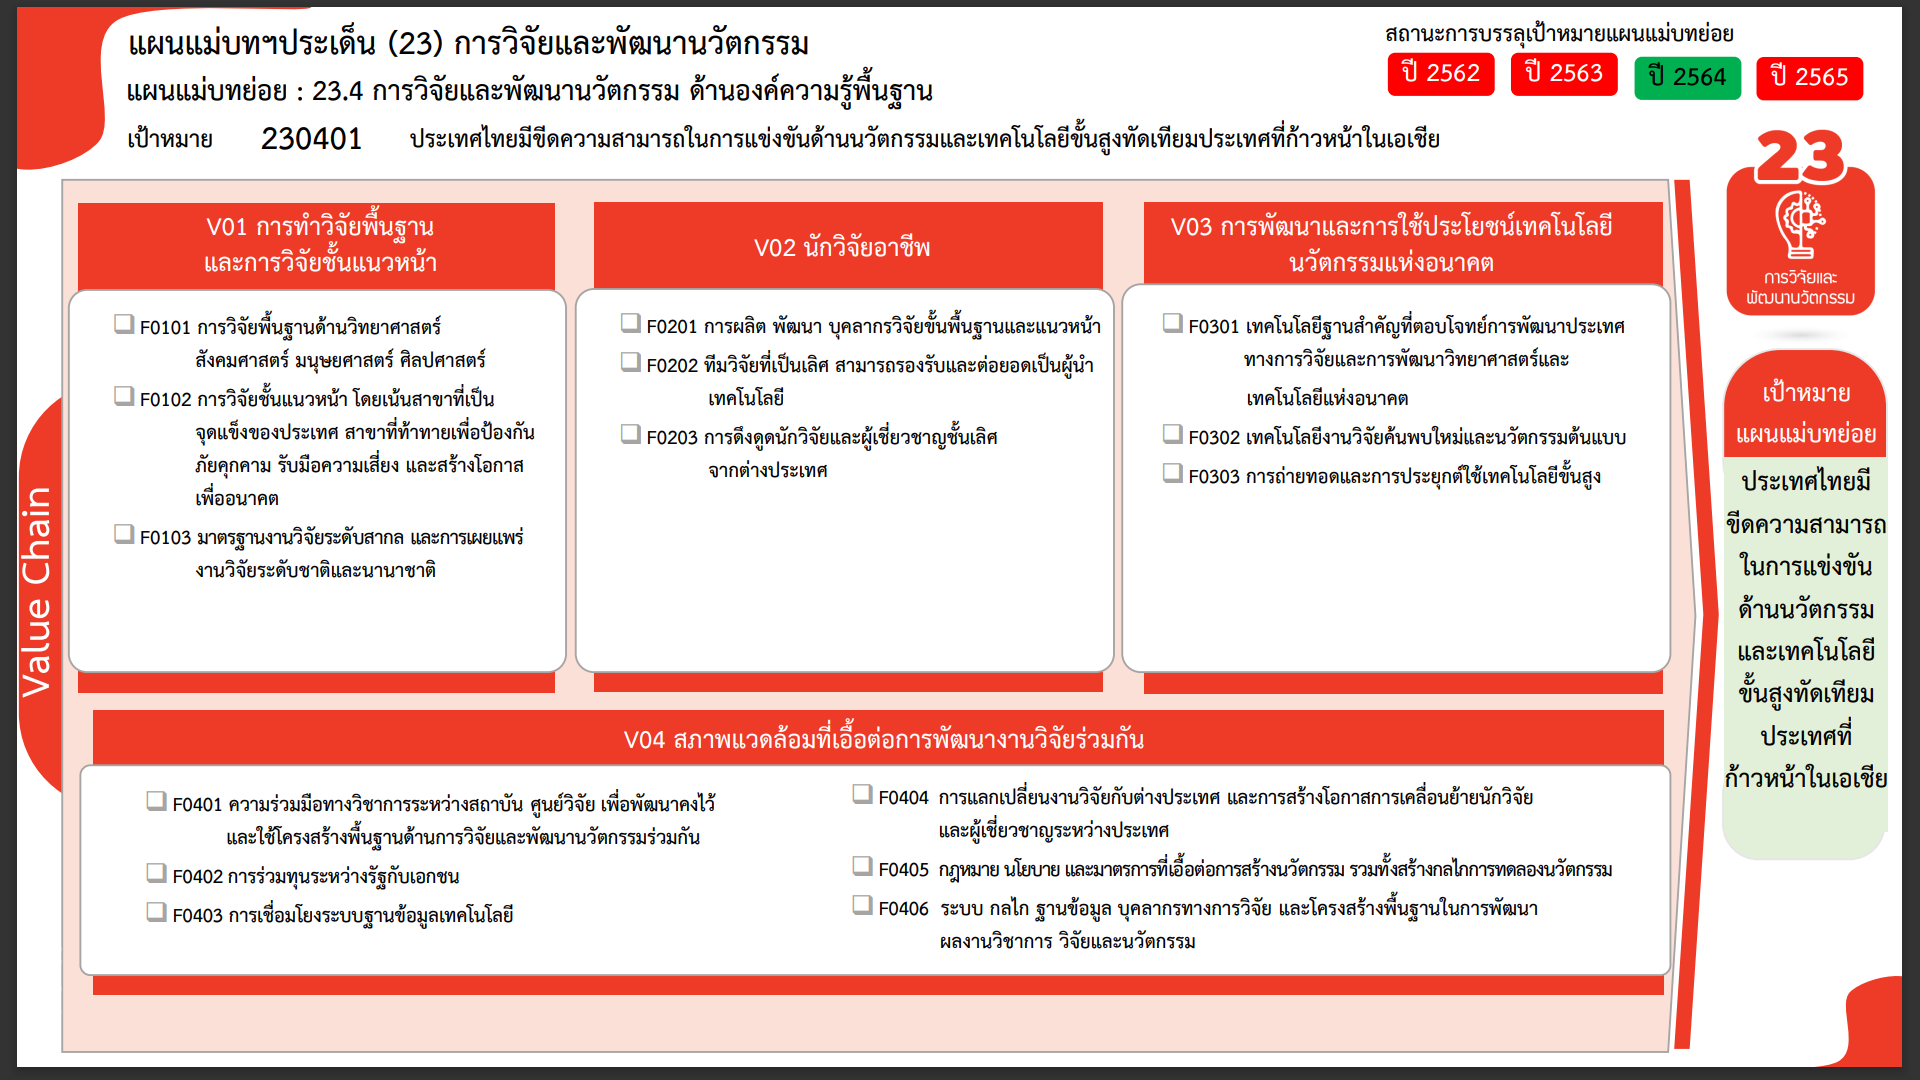 แผนแม่บทฯประเด็น (23) การวิจัยและพัฒนานวัตกรรม
แผนแม่บทย่อย : 23.4 การวิจัยและพัฒนานวัตกรรม ด้านองค์ความรู้พื้นฐาน
เป้าหมาย 230401 ประเทศไทยมีขีดความสามารถในการแข่งขันด้านนวัตกรรมและเทคโนโลยีขั้นสูงทัดเทียมประเทศที่ก้าวหน้าในเอเชีย
สถานะการบรรลุเป้าหมายแผนแม่บทย่อย
ปี 2562 ปี 2563 ปี 2564 ปี 2565
Value Chain
V01 การทำวิจัยพื้นฐาน
และการวิจัยชั้นแนวหน้า
F0101 การวิจัยพื้นฐานด้านวิทยาศาสตร์
สังคมศาสตร์ มนุษยศาสตร์ ศิลปศาสตร์
F0102 การวิจัยชั้นแนวหน้า โดยเน้นสาขาที่เป็น
จุดแข็งของประเทศ สาขาที่ท้าทายเพื่อป้องกัน
ภัยคุกคาม รับมือความเสี่ยง และสร้างโอกาส
เพื่ออนาคต
F0103 มาตรฐานงานวิจัยระดับสากล และการเผยแพร่
งานวิจัยระดับชาติและนานาชาติ
V02 นักวิจัยอาชีพ
F0201 การผลิต พัฒนา บุคลากรวิจัยขั้นพื้นฐานและแนวหน้า
F0202 ทีมวิจัยที่เป็นเลิศ สามารถรองรับและต่อยอดเป็นผู้นำ
เทคโนโลยี
F0203 การดึงดูดนักวิจัยและผู้เชี่ยวชาญชั้นเลิศ
จากต่างประเทศ
V03 การพัฒนาและการใช้ประโยชน์เทคโนโลยี
นวัตกรรมแห่งอนาคต
F0301 เทคโนโลยีฐานสำคัญที่ตอบโจทย์การพัฒนาประเทศ
ทางการวิจัยและการพัฒนาวิทยาศาสตร์และ
เทคโนโลยีแห่งอนาคต
F0302 เทคโนโลยีงานวิจัยค้นพบใหม่และนวัตกรรมต้นแบบ
F0303 การถ่ายทอดและการประยุกต์ใช้เทคโนโลยีขั้นสูง
V04 สภาพแวดล้อมที่เอื้อต่อการพัฒนางานวิจัยร่วมกัน
F0401 ความร่วมมือทางวิชาการระหว่างสถาบัน ศูนย์วิจัย เพื่อพัฒนาคงไว้
และใช้โครงสร้างพื้นฐานด้านการวิจัยและพัฒนานวัตกรรมร่วมกัน
F0402 การร่วมทุนระหว่างรัฐกับเอกชน
F0403 การเชื่อมโยงระบบฐานข้อมูลเทคโนโลยี
F0404 การแลกเปลี่ยนงานวิจัยกับต่างประเทศ และการสร้างโอกาสการเคลื่อนย้ายนักวิจัย
และผู้เชี่ยวชาญระหว่างประเทศ
F0405 กฎหมาย นโยบาย และมาตรการที่เอื้อต่อการสร้างนวัตกรรม รวมทั้งสร้างกลไกการทดลองนวัตกรรม
F0406 ระบบ กลไก ฐานข้อมูล บุคลากรทางการวิจัย และโครงสร้างพื้นฐานในการพัฒนา
ผลงานวิชาการ วิจัยและนวัตกรรม
23
การวิจัยและ
พัฒนานวัตกรรม
เป้าหมาย
แผนแม่บทย่อย
ประเทศไทยมี
ขีดความสามารถ
ในการแข่งขัน
ด้านนวัตกรรม
และเทคโนโลยี
ขั้นสูงทัดเทียม
ประเทศที่
ก้าวหน้าในเอเชีย